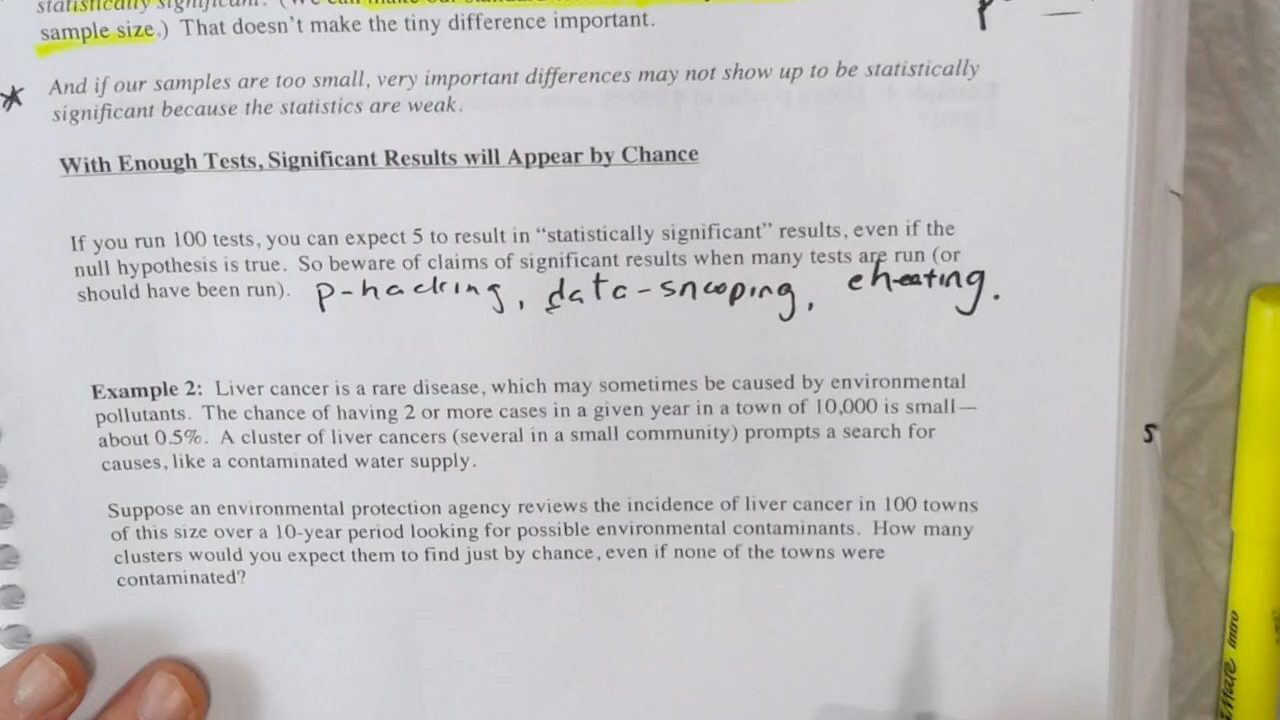 statistically significant. (We can make our standard
sample size.) That doesn't make the tiny difference important.
And if our samples are too small, very important differences may not show up to be statistically
significant because the statistics are weak.
With Enough Tests, Significant Results will Appear by Chance
If you run 100 tests, you can expect 5 to result in “statistically significant” results, even if the
null hypothesis is true. So beware of claims of significant results when many tests are run (or
should have been run). p-hacking, data-snooping, cheating.
Example 2: Liver cancer is a rare disease, which may sometimes be caused by environmental
pollutants. The chance of having 2 or more cases in a given year in a town of 10,000 is small—
about 0.5%. A cluster of liver cancers (several in a small community) prompts a search for
causes, like a contaminated water supply.
5
Suppose an environmental protection agency reviews the incidence of liver cancer in 100 towns
of this size over a 10-year period looking for possible environmental contaminants. How many
clusters would you expect them to find just by chance, even if none of the towns were
contaminated?
intro